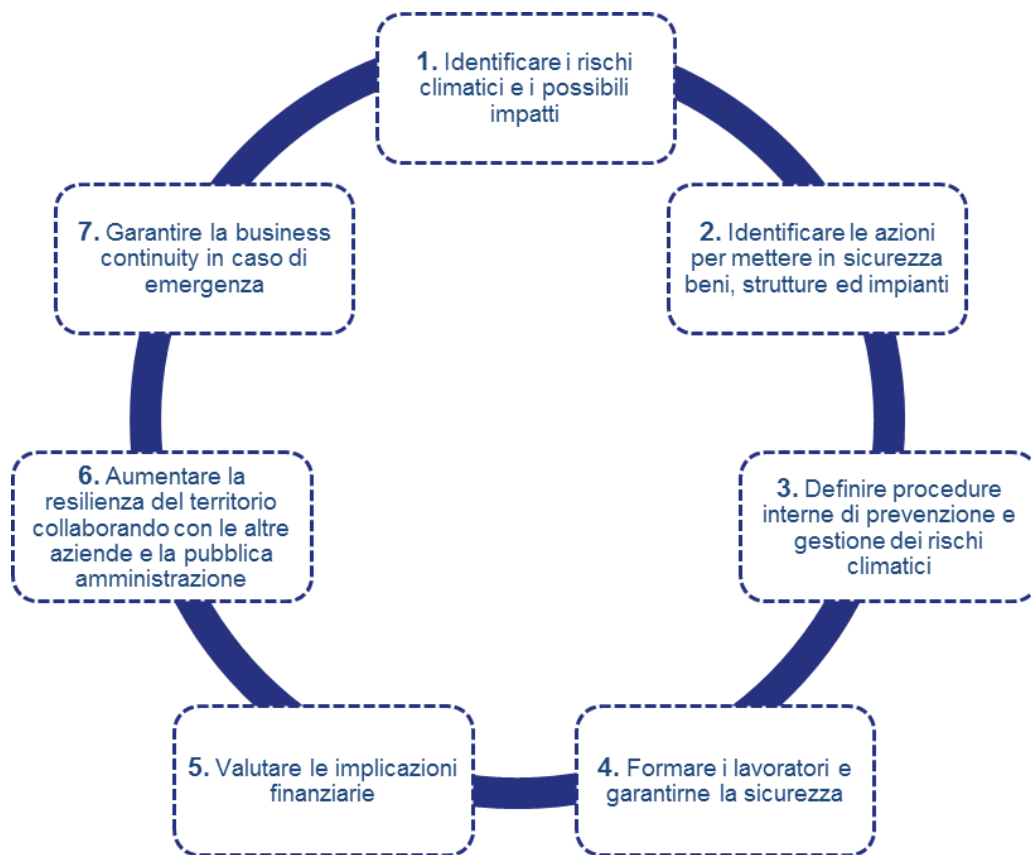 1. Identificare i rischi
climatici e i possibili
impatti
2. Identificare le azioni
per mettere in sicurezza
beni, strutture ed impianti
3. Definire procedure
interne di prevenzione e
gestione dei rischi
climatici
4. Formare i lavoratori e
garantirne la sicurezza
5. Valutare le implicazioni
finanziarie
6. Aumentare la
resilienza del territorio
collaborando con le altre
aziende e la pubblica
amministrazione
7. Garantire la business
continuity in caso di
emergenza